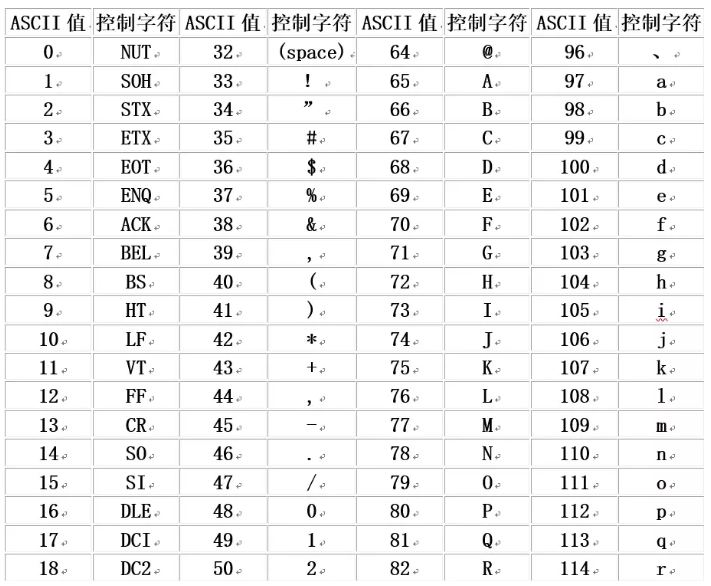 ASCII 值 控制字符 ASCII 值 控制字符 ASCII 值 控制字符 ASCII 值 控制字符
0 NUT 32 (space) 64 @ 96 、
1 SOH 33 ! 65 A 97 a
2 STX 34 ” 66 B 98 b
3 ETX 35 # 67 C 99 c
4 EOT 36 $ 68 D 100 d
5 ENQ 37 % 69 E 101 e
6 ACK 38 & 70 F 102 f
7 BEL 39 , 71 G 103 g
8 BS 40 ( 72 H 104 h
9 HT 41 ) 73 I 105 i
10 LF 42 * 74 J 106 j
11 VT 43 + 75 K 107 k
12 FF 44 , 76 L 108 l
13 CR 45 - 77 M 109 m
14 SO 46 . 78 N 110 n
15 SI 47 / 79 O 111 o
16 DLE 48 0 80 P 112 p
17 DCI 49 1 81 Q 113 q
18 DC2 50 2 82 R 114 r